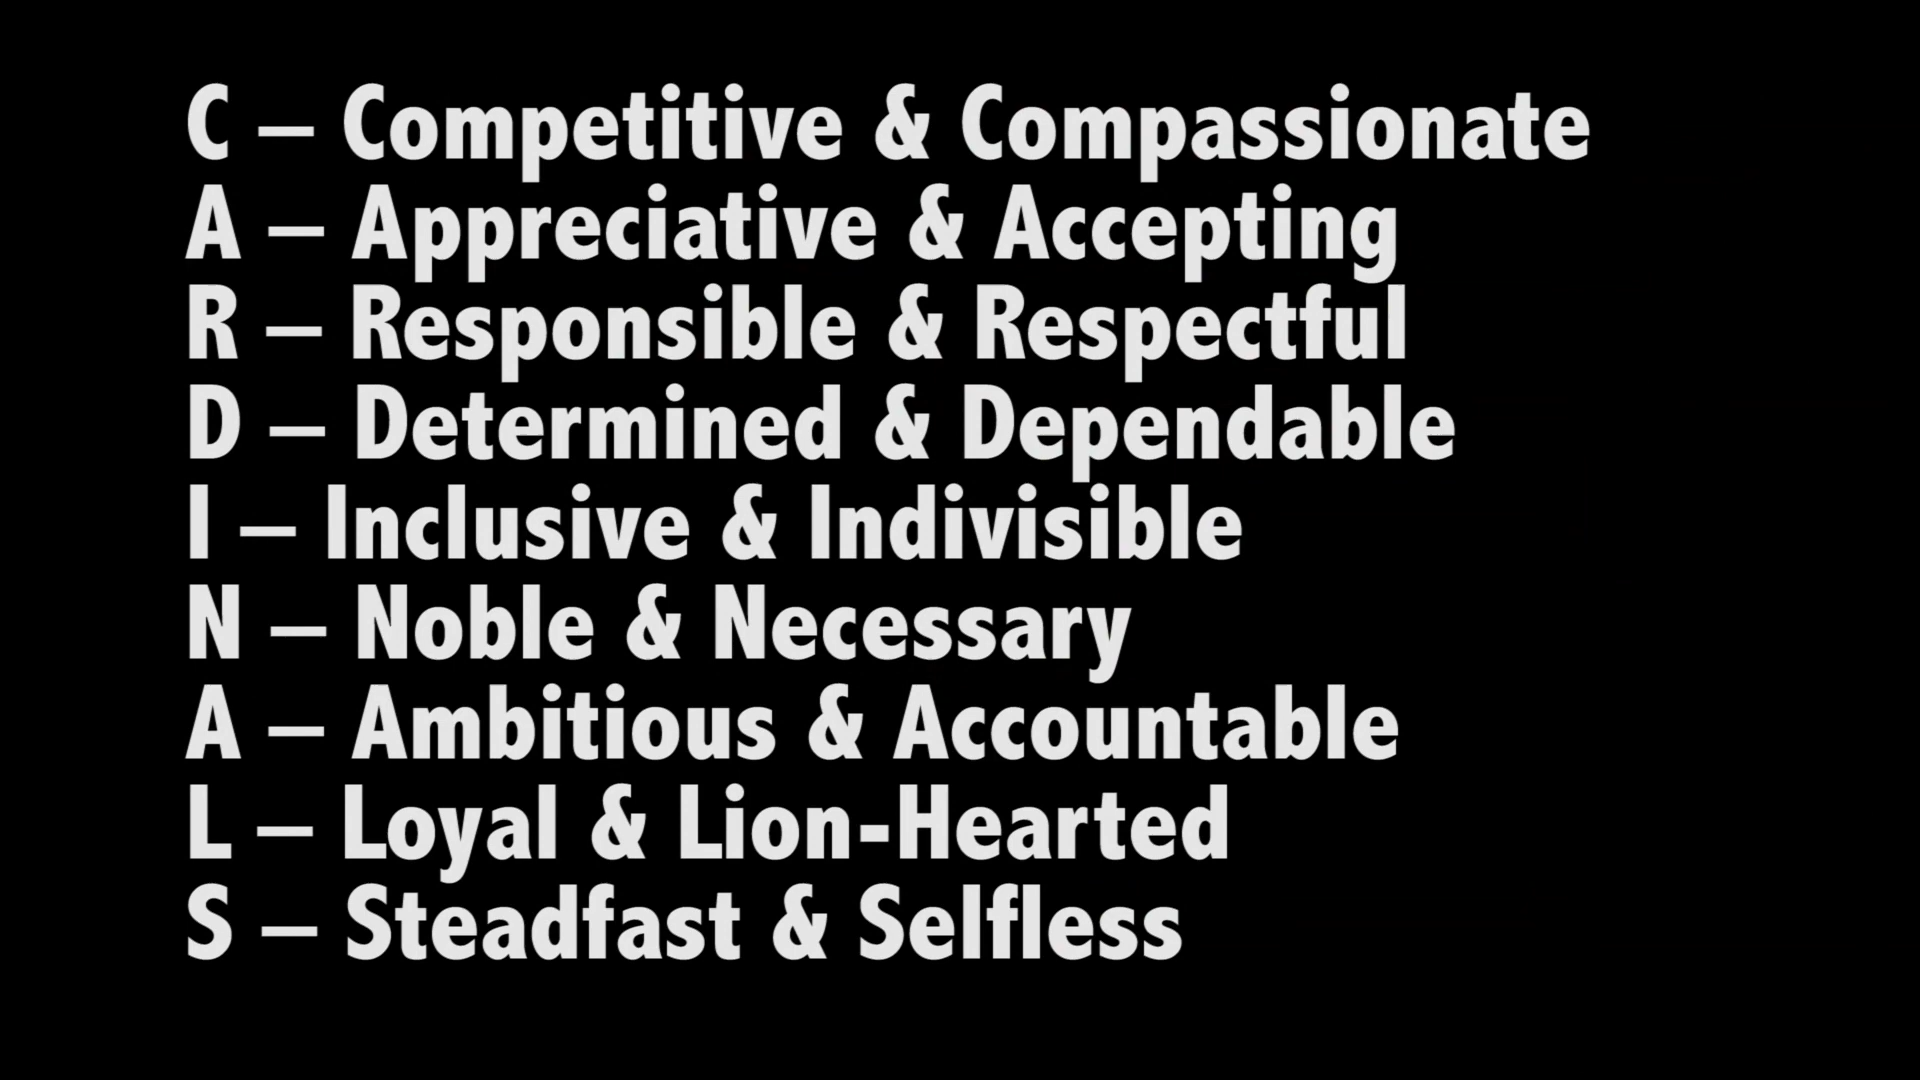 C – Competitive & Compassionate
A – Appreciative & Accepting
R – Responsible & Respectful
D – Determined & Dependable
I – Inclusive & Indivisible
N – Noble & Necessary
A – Ambitious & Accountable
L – Loyal & Lion-Hearted
S – Steadfast & Selfless